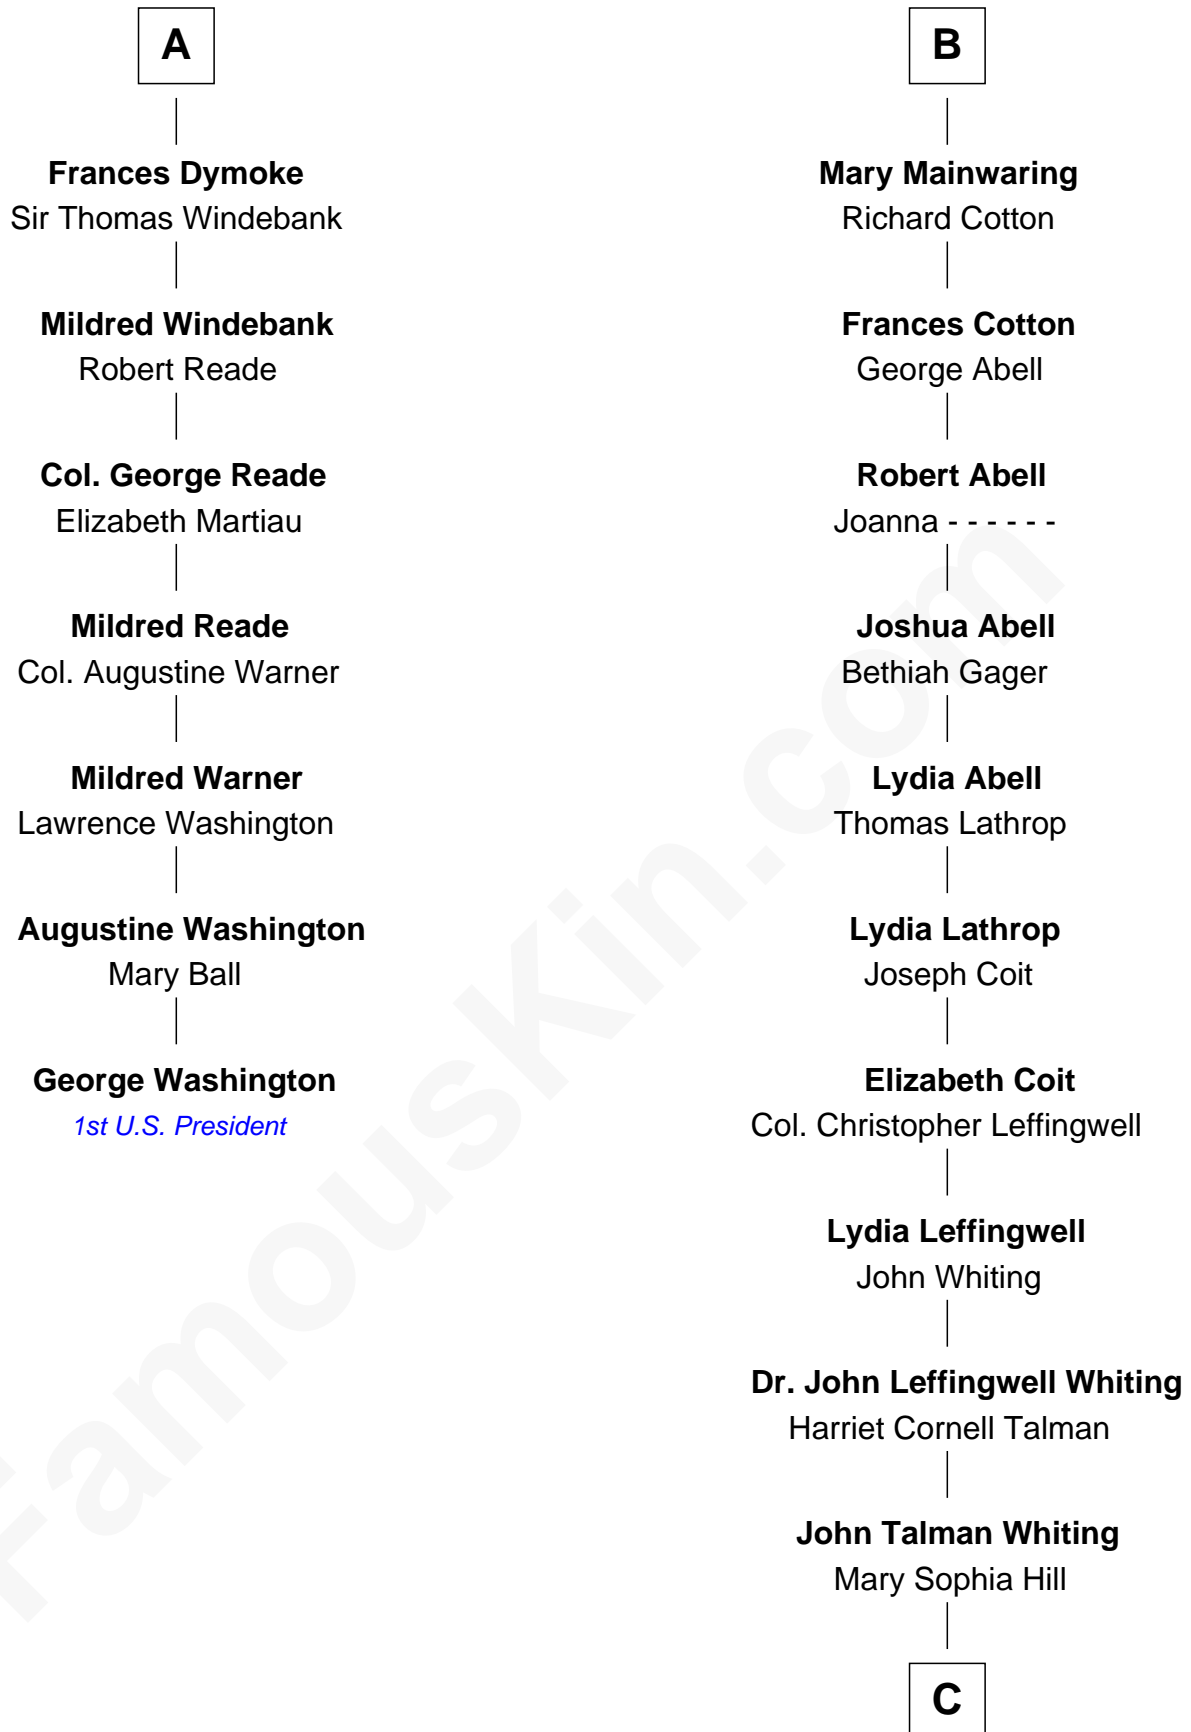 A
Frances Dymoke
Sir Thomas Windebank
Mildred Windebank
Robert Reade
Col. George Reade
Elizabeth Martiau
Mildred Reade
Col. Augustine Warner
Mildred Warner
Lawrence Washington
Augustine Washington
Mary Ball
George Washington
1st U.S. President
B
Mary Mainwaring
Richard Cotton
Frances Cotton
George Abell
Robert Abell
Joanna - - - - - -
Joshua Abell
Bethiah Gager
Lydia Abell
Thomas Lathrop
Lydia Lathrop
Joseph Coit
Elizabeth Coit
Col. Christopher Leffingwell
Lydia Leffingwell
John Whiting
Dr. John Leffingwell Whiting
Harriet Cornell Talman
John Talman Whiting
Mary Sophia Hill
C
FamousKin.com